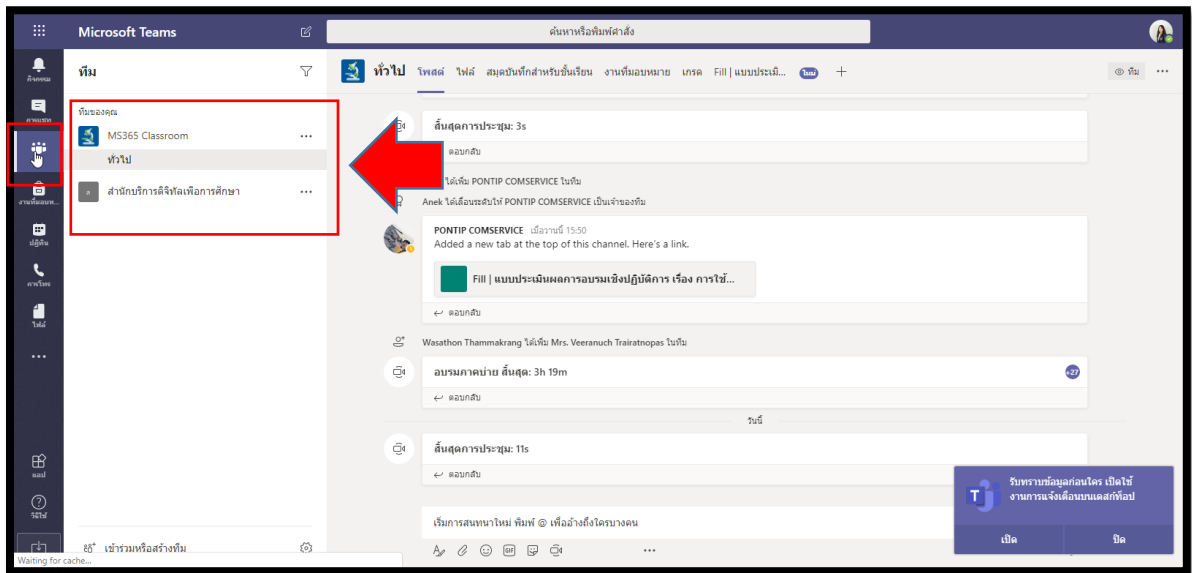 Microsoft Teams
ค้นหาหรือพิมพ์คำสั่ง
กิจกรรม
งานที่มอบห...
ปฏิทิน
การโทร
ไฟล์
แอป
วิธีใช้
ทีม
ทีมของคุณ
MS365 Classroom
ทั่วไป
สำนักบริการดิจิทัลเพื่อการศึกษา
เข้าร่วมหรือสร้างทีม
Waiting for cache...
ทั่วไป โพสต์ ไฟล์ สมุดบันทึกสำหรับชั้นเรียน งานที่มอบหมาย เกรด Fill | แบบประเมิ... ใหม่
ทีม
สิ้นสุดการประชุม: 3s
ตอบกลับ
ได้เพิ่ม PONTIP COMSERVICE ในทีม
Anek ได้เลื่อนระดับให้ PONTIP COMSERVICE เป็นเจ้าของทีม
PONTIP COMSERVICE เมื่อวานนี้ 15:50
Added a new tab at the top of this channel. Here's a link.
Fill | แบบประเมินผลการอบรมเชิงปฏิบัติการ เรื่อง การใช้...
ตอบกลับ
Wasathon Thammakrang ได้เพิ่ม Mrs. Veeranuch Trairatnopas ในทีม
อบรมภาคบ่าย สิ้นสุด: 3h 19m
+27
ตอบกลับ
วันนี้
สิ้นสุดการประชุม: 11s
ตอบกลับ
เริ่มการสนทนาใหม่ พิมพ์ @ เพื่ออ้างถึงใครบางคน
GIF
รับทราบข้อมูลก่อนใคร เปิดใช้
งานการแจ้งเตือนบนเดสก์ท็อป
เปิด ปิด